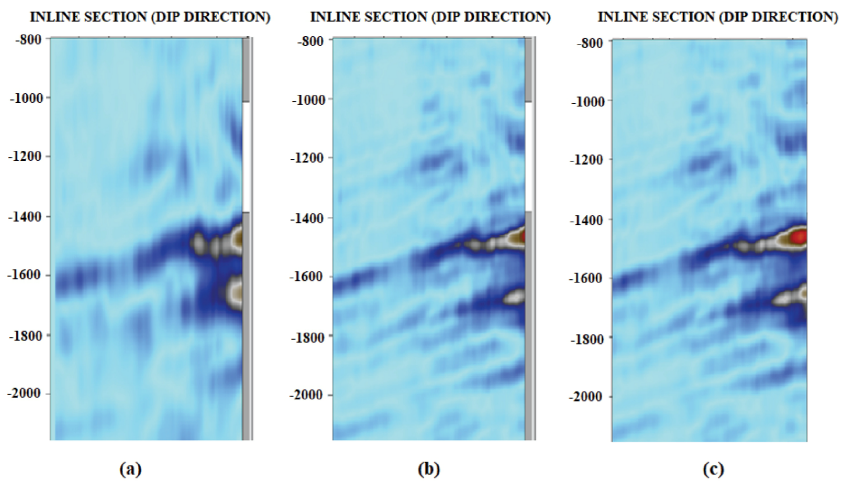 INLINE SECTION (DIP DIRECTION) INLINE SECTION (DIP DIRECTION) INLINE SECTION (DIP DIRECTION)
-800 -800 -800
-1000 -1000 -1000
-1200 -1200 -1200
-1400 -1400 -1400
-1600 -1600 -1600
-1800 -1800 -1800
-2000 -2000 -2000
(a) (b) (c)